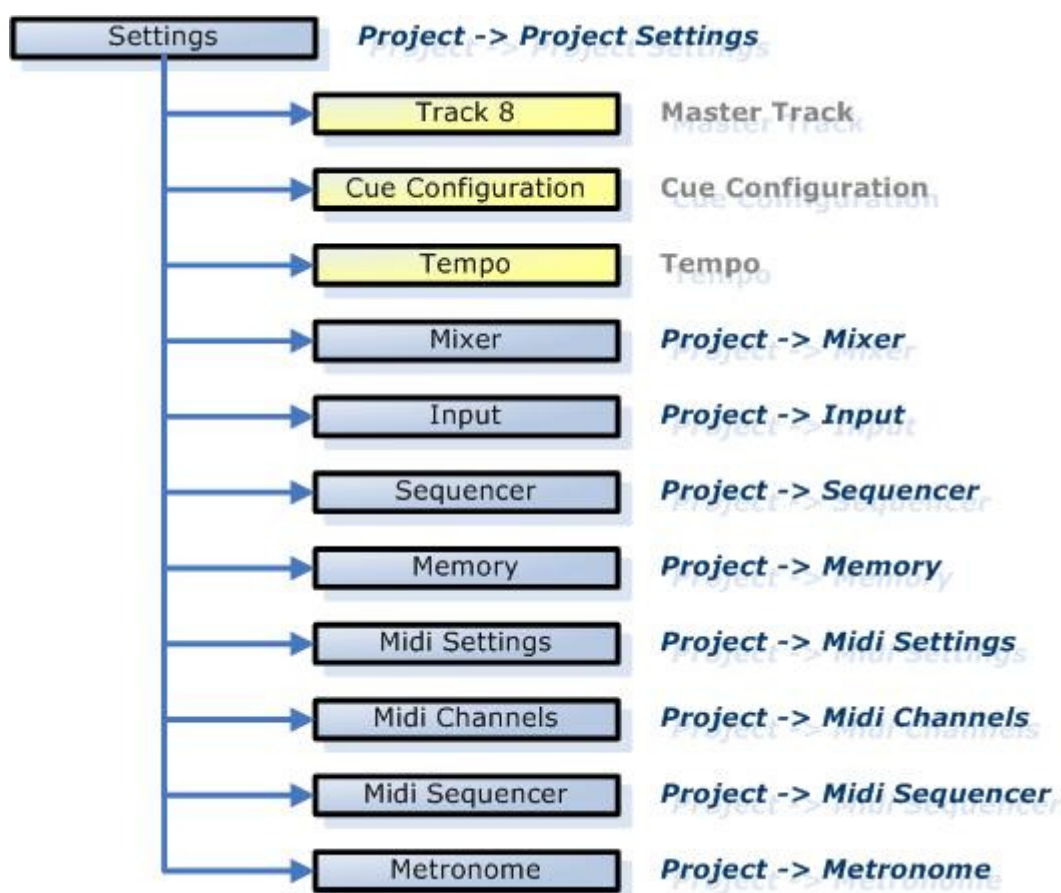 Settings Project -> Project Settings
Track 8 Master Track
Cue Configuration Cue Configuration
Tempo Tempo
Mixer Project -> Mixer
Input Project -> Input
Sequencer Project -> Sequencer
Memory Project -> Memory
Midi Settings Project -> Midi Settings
Midi Channels Project -> Midi Channels
Midi Sequencer Project -> Midi Sequencer
Metronome Project -> Metronome